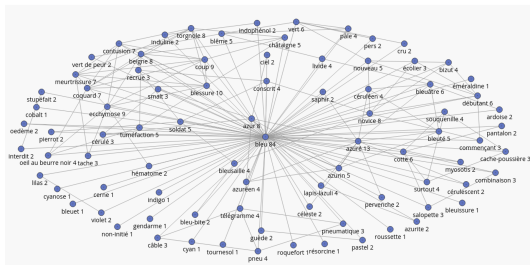 indophénol 2
vert 6
torgnole 8
pâle 4
induline 2
blême 5
châtaigne 5
pers 2
contusion 7
cru 2
beigne 8
ciel 2
livide 4
nouveau 5
écolier 3
vert de peur 2
coup 9
bizut 4
meurtrissure 7
recrue 3
émeraldine 1
coquard 7
smalt 3
blessure 10
conscrit 4
saphir 2
céruléen 4
bleuâtre 6
stupéfait 2
débutant 6
cobalt 1
ecchymose 9
ardoise 2
azur 8
novice 8
souquenille 4
oedème 2
pierrot 2
tuméfaction 5
soldat 5
pantalon 2
cérulé 3
bleu 84
azuré 13
bleuté 5
commençant 3
interdit 2
oeil au beurre noir 4
tache 3
cotte 6
cache-poussière 3
hématome 2
bleusaille 4
azurin 5
myosotis 2
lilas 2
combinaison 3
cyanose 1
cerne 1
indigo 1
azuréen 4
lapis-lazuli 4
surtout 4
cérulescent 2
pervenche 2
bleuet 1
bleuissure 1
violet 2
télégramme 4
céleste 2
salopette 3
bleu-bite 2
non-initié 1
gendarme 1
pneumatique 3
azurite 2
guède 2
roussette 1
câble 3
cyan 1
tournesol 1
roquefort 1
résorcine 1
pastel 2
pneu 4